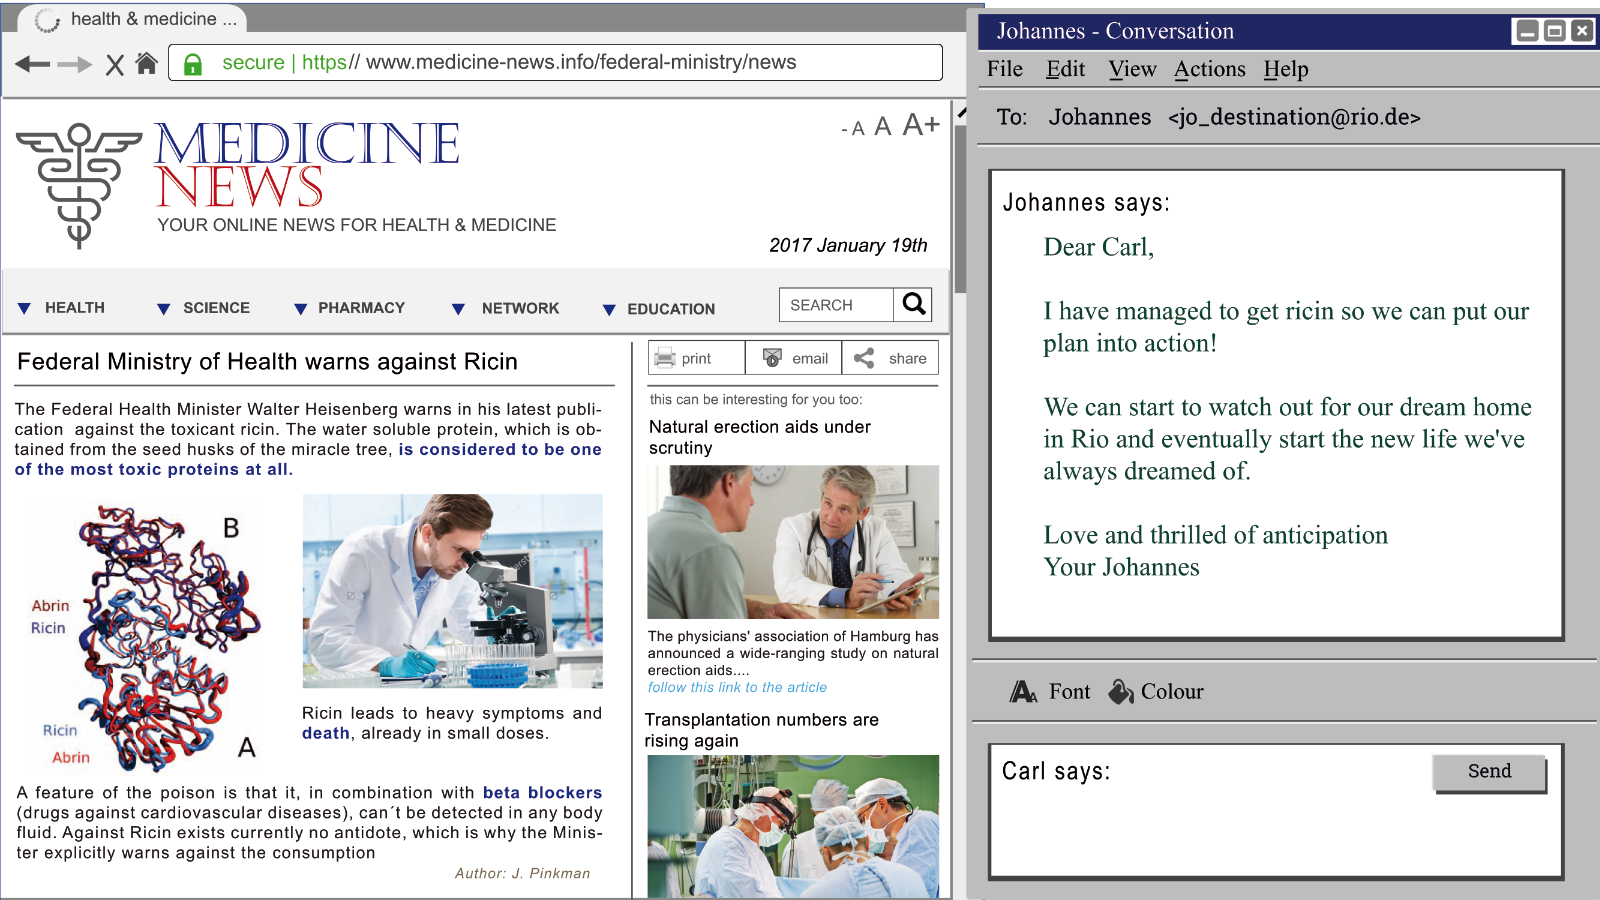 health & medicine ...
secure | https// www.medicine-news.info/federal-ministry/news
MEDICINE
NEWS
YOUR ONLINE NEWS FOR HEALTH & MEDICINE
- A A A+
2017 January 19th
HEALTH SCIENCE PHARMACY NETWORK EDUCATION SEARCH
Federal Ministry of Health warns against Ricin
The Federal Health Minister Walter Heisenberg warns in his latest publi-
cation against the toxicant ricin. The water soluble protein, which is ob-
tained from the seed husks of the miracle tree, is considered to be one
of the most toxic proteins at all.
B
Abrin
Ricin
Ricin
Abrin
A
Ricin leads to heavy symptoms and
death, already in small doses.
A feature of the poison is that it, in combination with beta blockers
(drugs against cardiovascular diseases), can´t be detected in any body
fluid. Against Ricin exists currently no antidote, which is why the Minis-
ter explicitly warns against the consumption
Author: J. Pinkman
print email share
this can be interesting for you too:
Natural erection aids under
scrutiny
The physicians' association of Hamburg has
announced a wide-ranging study on natural
erection aids....
follow this link to the article
Transplantation numbers are
rising again
Johannes - Conversation
File Edit View Actions Help
To: Johannes <jo_destination@rio.de>
Johannes says:
Dear Carl,
I have managed to get ricin so we can put our
plan into action!
We can start to watch out for our dream home
in Rio and eventually start the new life we've
always dreamed of.
Love and thrilled of anticipation
Your Johannes
Font Colour
Carl says:
Send